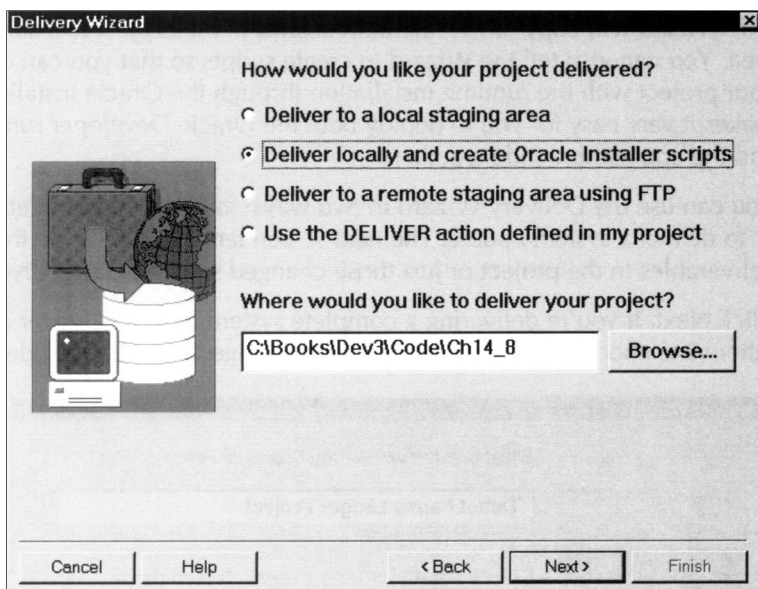 Delivery Wizard
How would you like your project delivered?
Deliver to a local staging area
Deliver locally and create Oracle Installer scripts
Deliver to a remote staging area using FTP
Use the DELIVER action defined in my project
Where would you like to deliver your project?
C:\Books\Dev3\Code\Ch14_8
Browse...
Cancel
Help
< Back
Next >
Finish